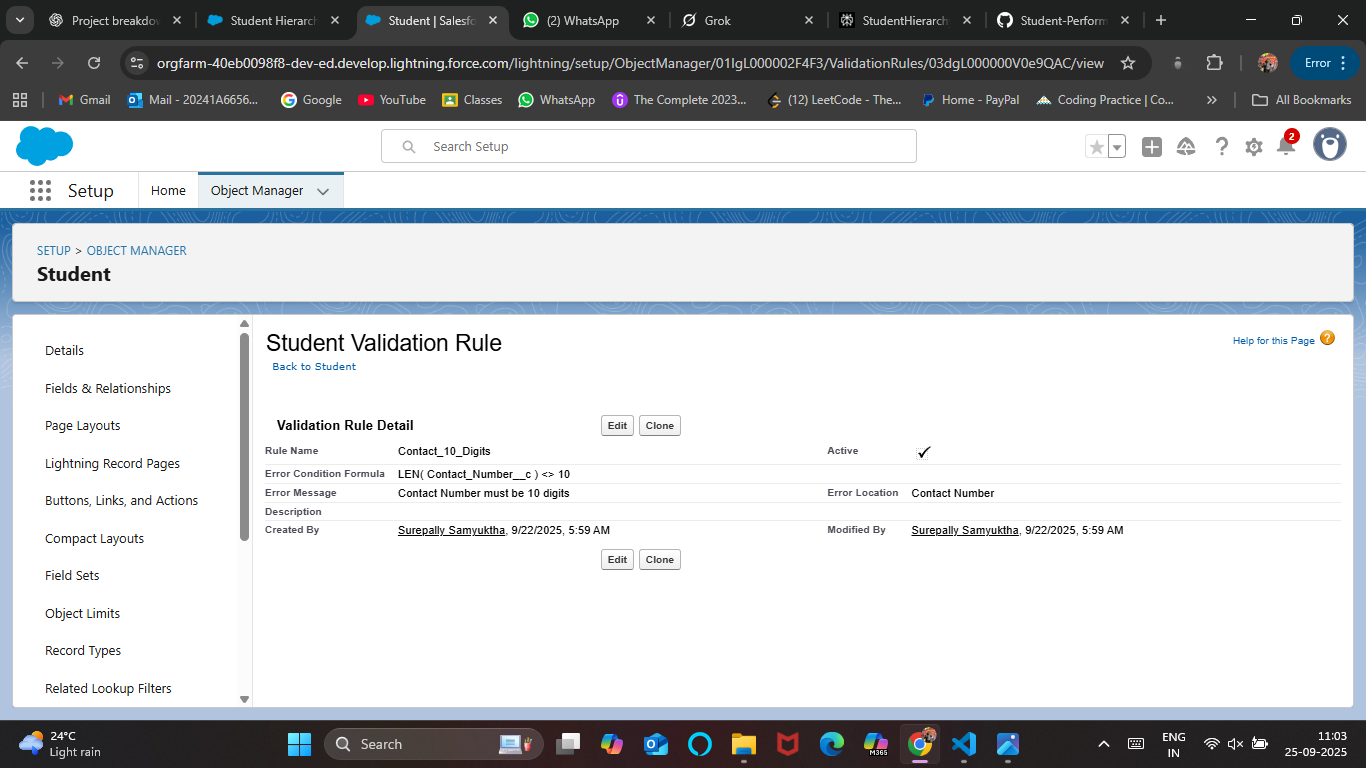 Project breakdow
Student Hierarch
Student | Salesfo
(2) WhatsApp
Grok
StudentHierarch
Student-Perform
orgfarm-40eb0098f8-dev-ed.develop.lightning.force.com/lightning/setup/ObjectManager/01IgL000002F4F3/ValidationRules/03dgL000000V0e9QAC/view
Error
Gmail
Mail - 20241A6656...
Google
YouTube
Classes
WhatsApp
The Complete 2023...
(12) LeetCode - The...
Home - PayPal
Coding Practice | Co...
All Bookmarks
Search Setup
2
Setup
Home
Object Manager
SETUP > OBJECT MANAGER
Student
Details
Fields & Relationships
Page Layouts
Lightning Record Pages
Buttons, Links, and Actions
Compact Layouts
Field Sets
Object Limits
Record Types
Related Lookup Filters
Student Validation Rule
Help for this Page
Back to Student
Validation Rule Detail
Edit Clone
Rule Name Contact_10_Digits Active
Error Condition Formula LEN( Contact_Number__c ) <> 10
Error Message Contact Number must be 10 digits Error Location Contact Number
Description
Created By Surepally Samyuktha, 9/22/2025, 5:59 AM Modified By Surepally Samyuktha, 9/22/2025, 5:59 AM
Edit Clone
24°C
Light rain
Search
M365
ENG
IN
11:03
25-09-2025